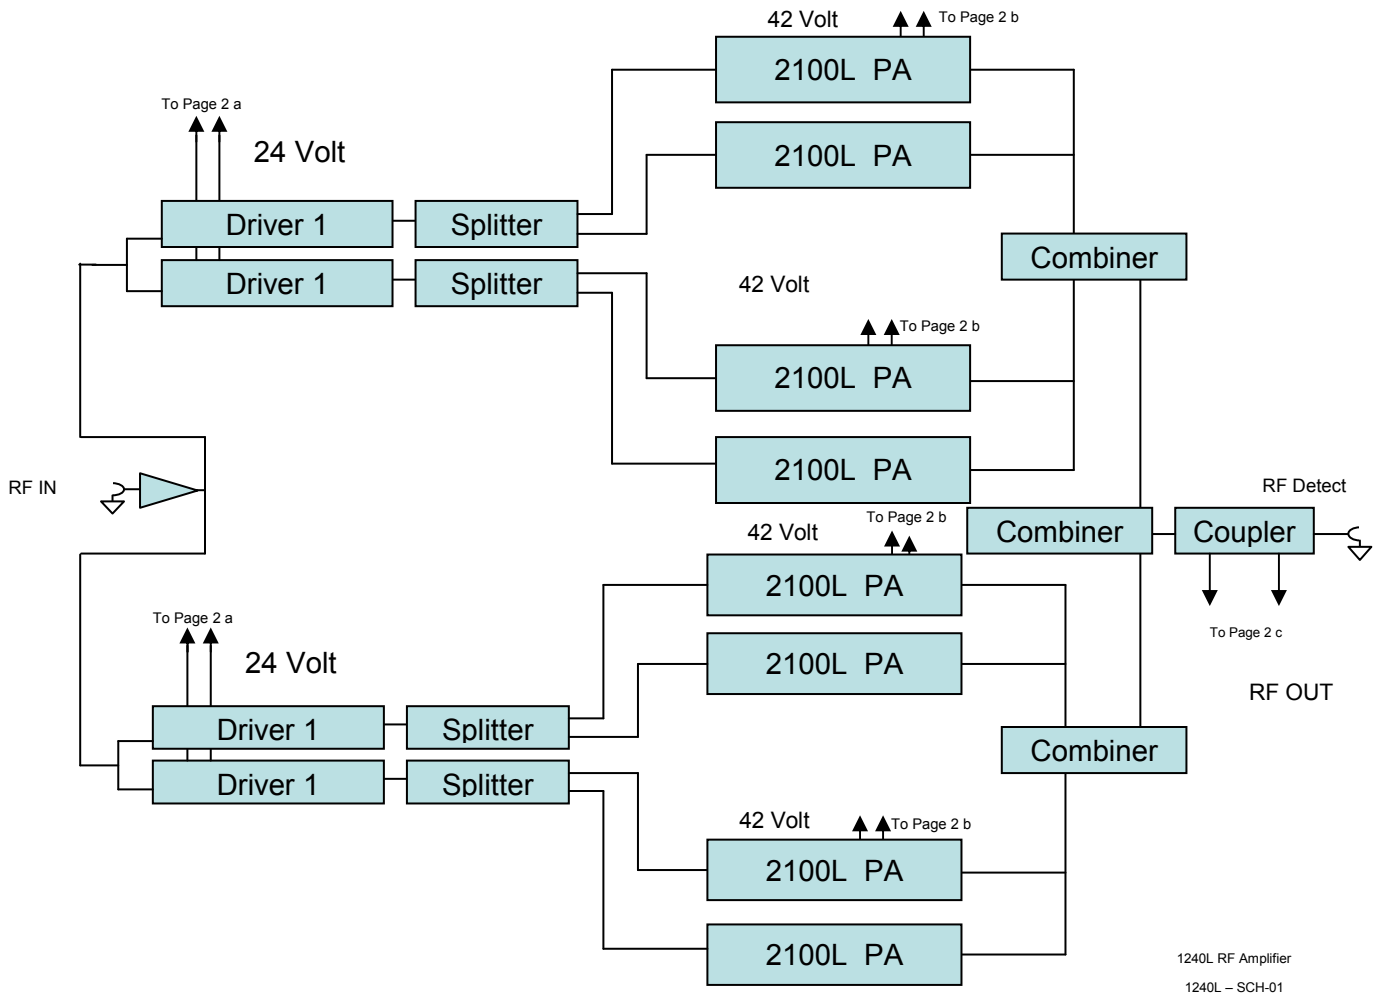 42 Volt
To Page 2 b
2100L PA
To Page 2 a
24 Volt
2100L PA
Driver 1
Splitter
Combiner
Driver 1
Splitter
42 Volt
To Page 2 b
2100L PA
2100L PA
RF IN
RF Detect
42 Volt
To Page 2 b
Combiner
Coupler
2100L PA
To Page 2 a
To Page 2 c
24 Volt
2100L PA
RF OUT
Driver 1
Splitter
Combiner
Driver 1
Splitter
42 Volt
To Page 2 b
2100L PA
2100L PA
1240L RF Amplifier
1240L – SCH-01